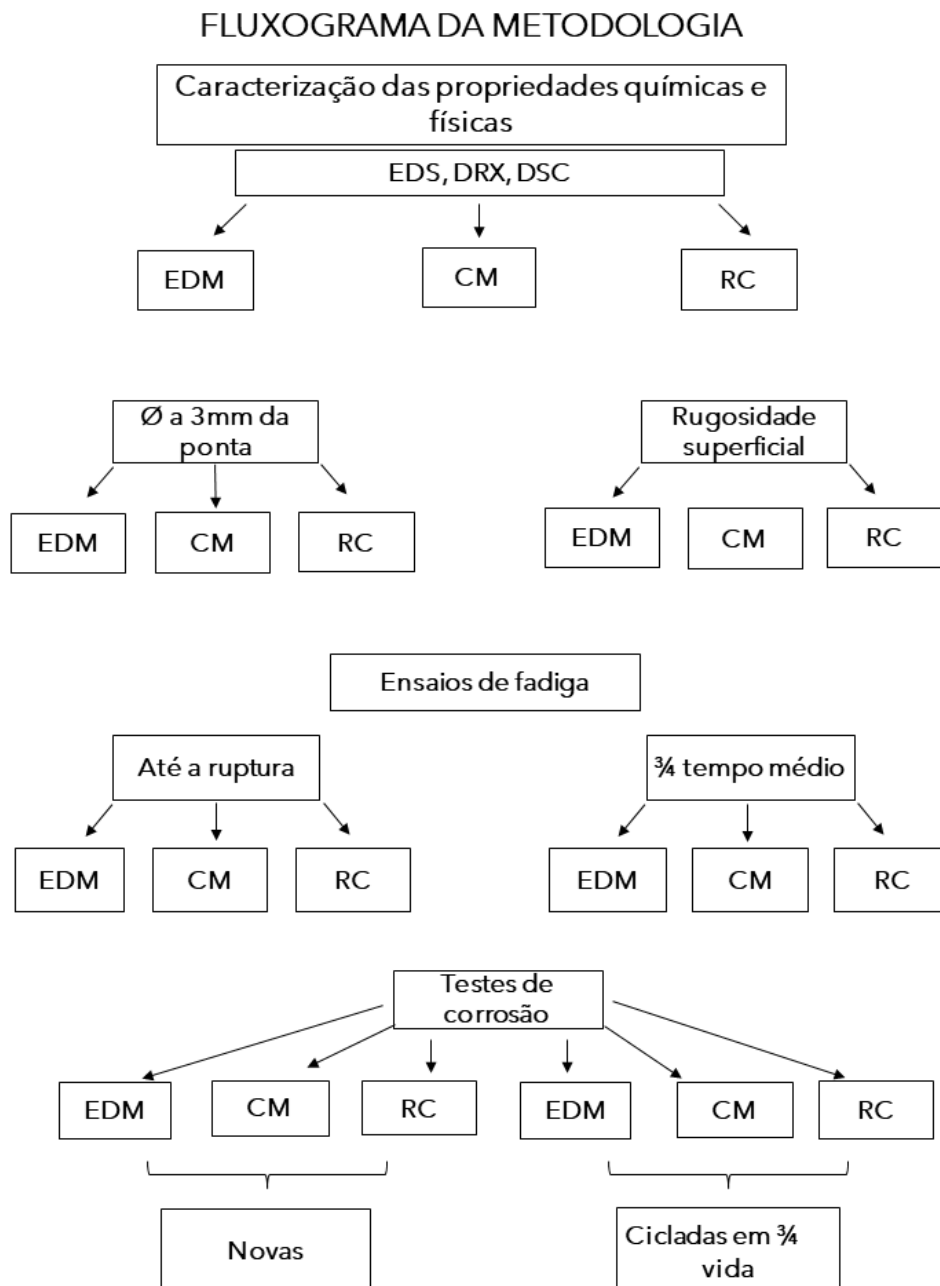 FLUXOGRAMA DA METODOLOGIA
Caracterização das propriedades químicas e
físicas
EDS, DRX, DSC
EDM
CM
RC
Ø a 3mm da
ponta
EDM
CM
RC
Rugosidade
superficial
EDM
CM
RC
Ensaios de fadiga
Até a ruptura
EDM
CM
RC
¾ tempo médio
EDM
CM
RC
Testes de
corrosão
EDM
CM
RC
EDM
CM
RC
Novas
Cicladas em ¾
vida